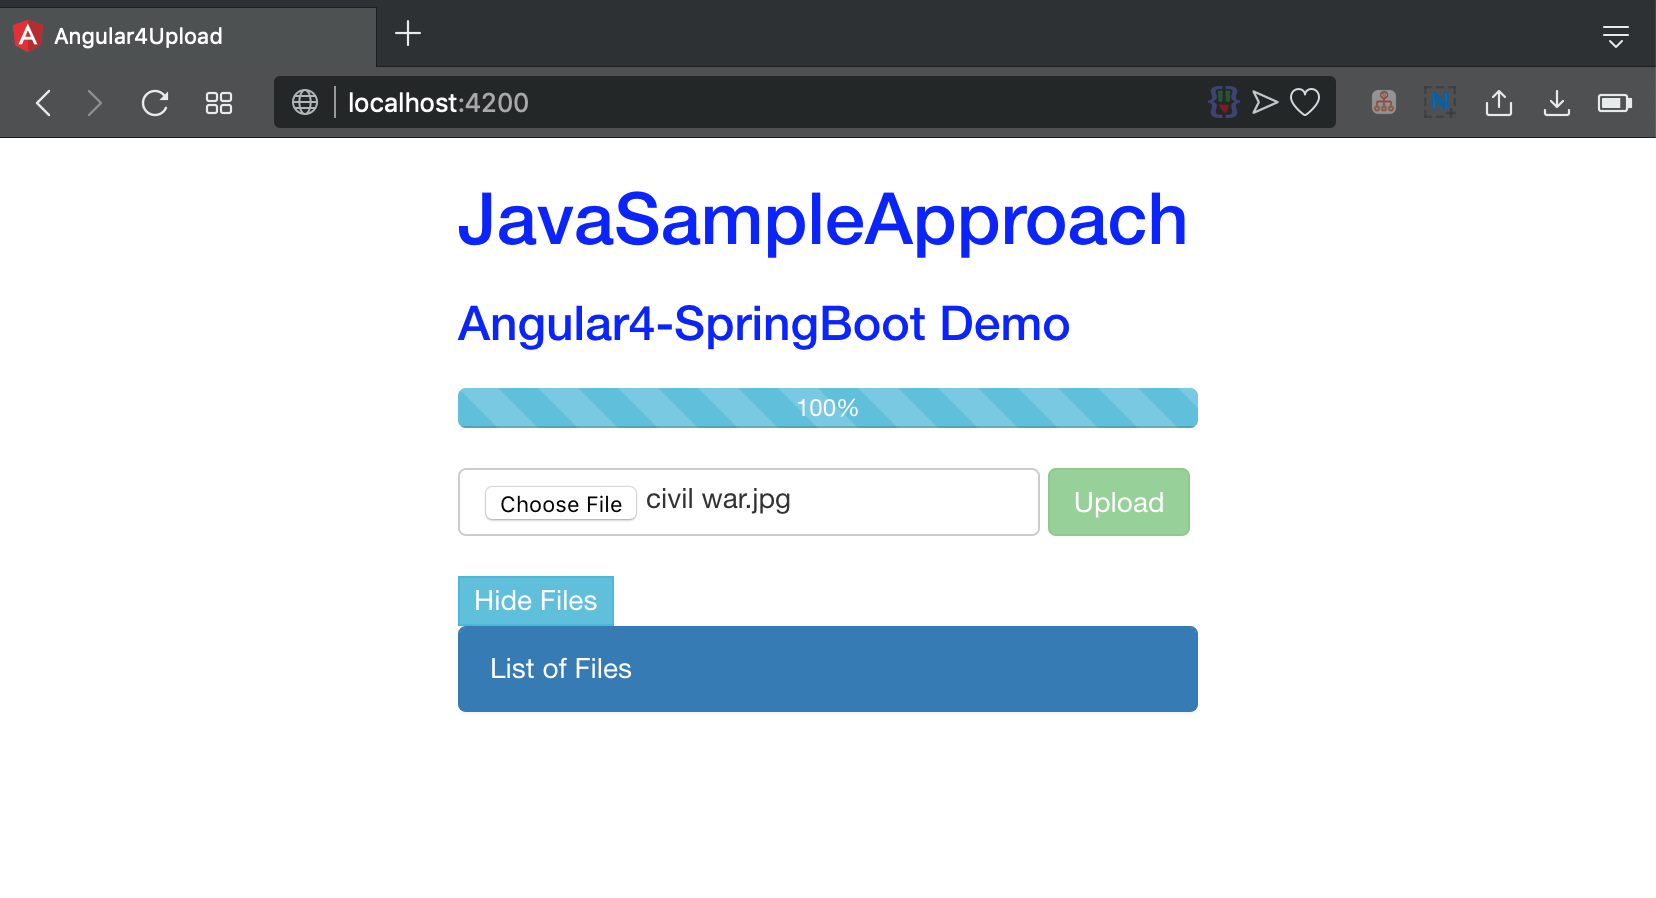 Angular4Upload
localhost:4200
JavaSampleApproach
Angular4-SpringBoot Demo
100%
Choose File civil war.jpg
Upload
Hide Files
List of Files